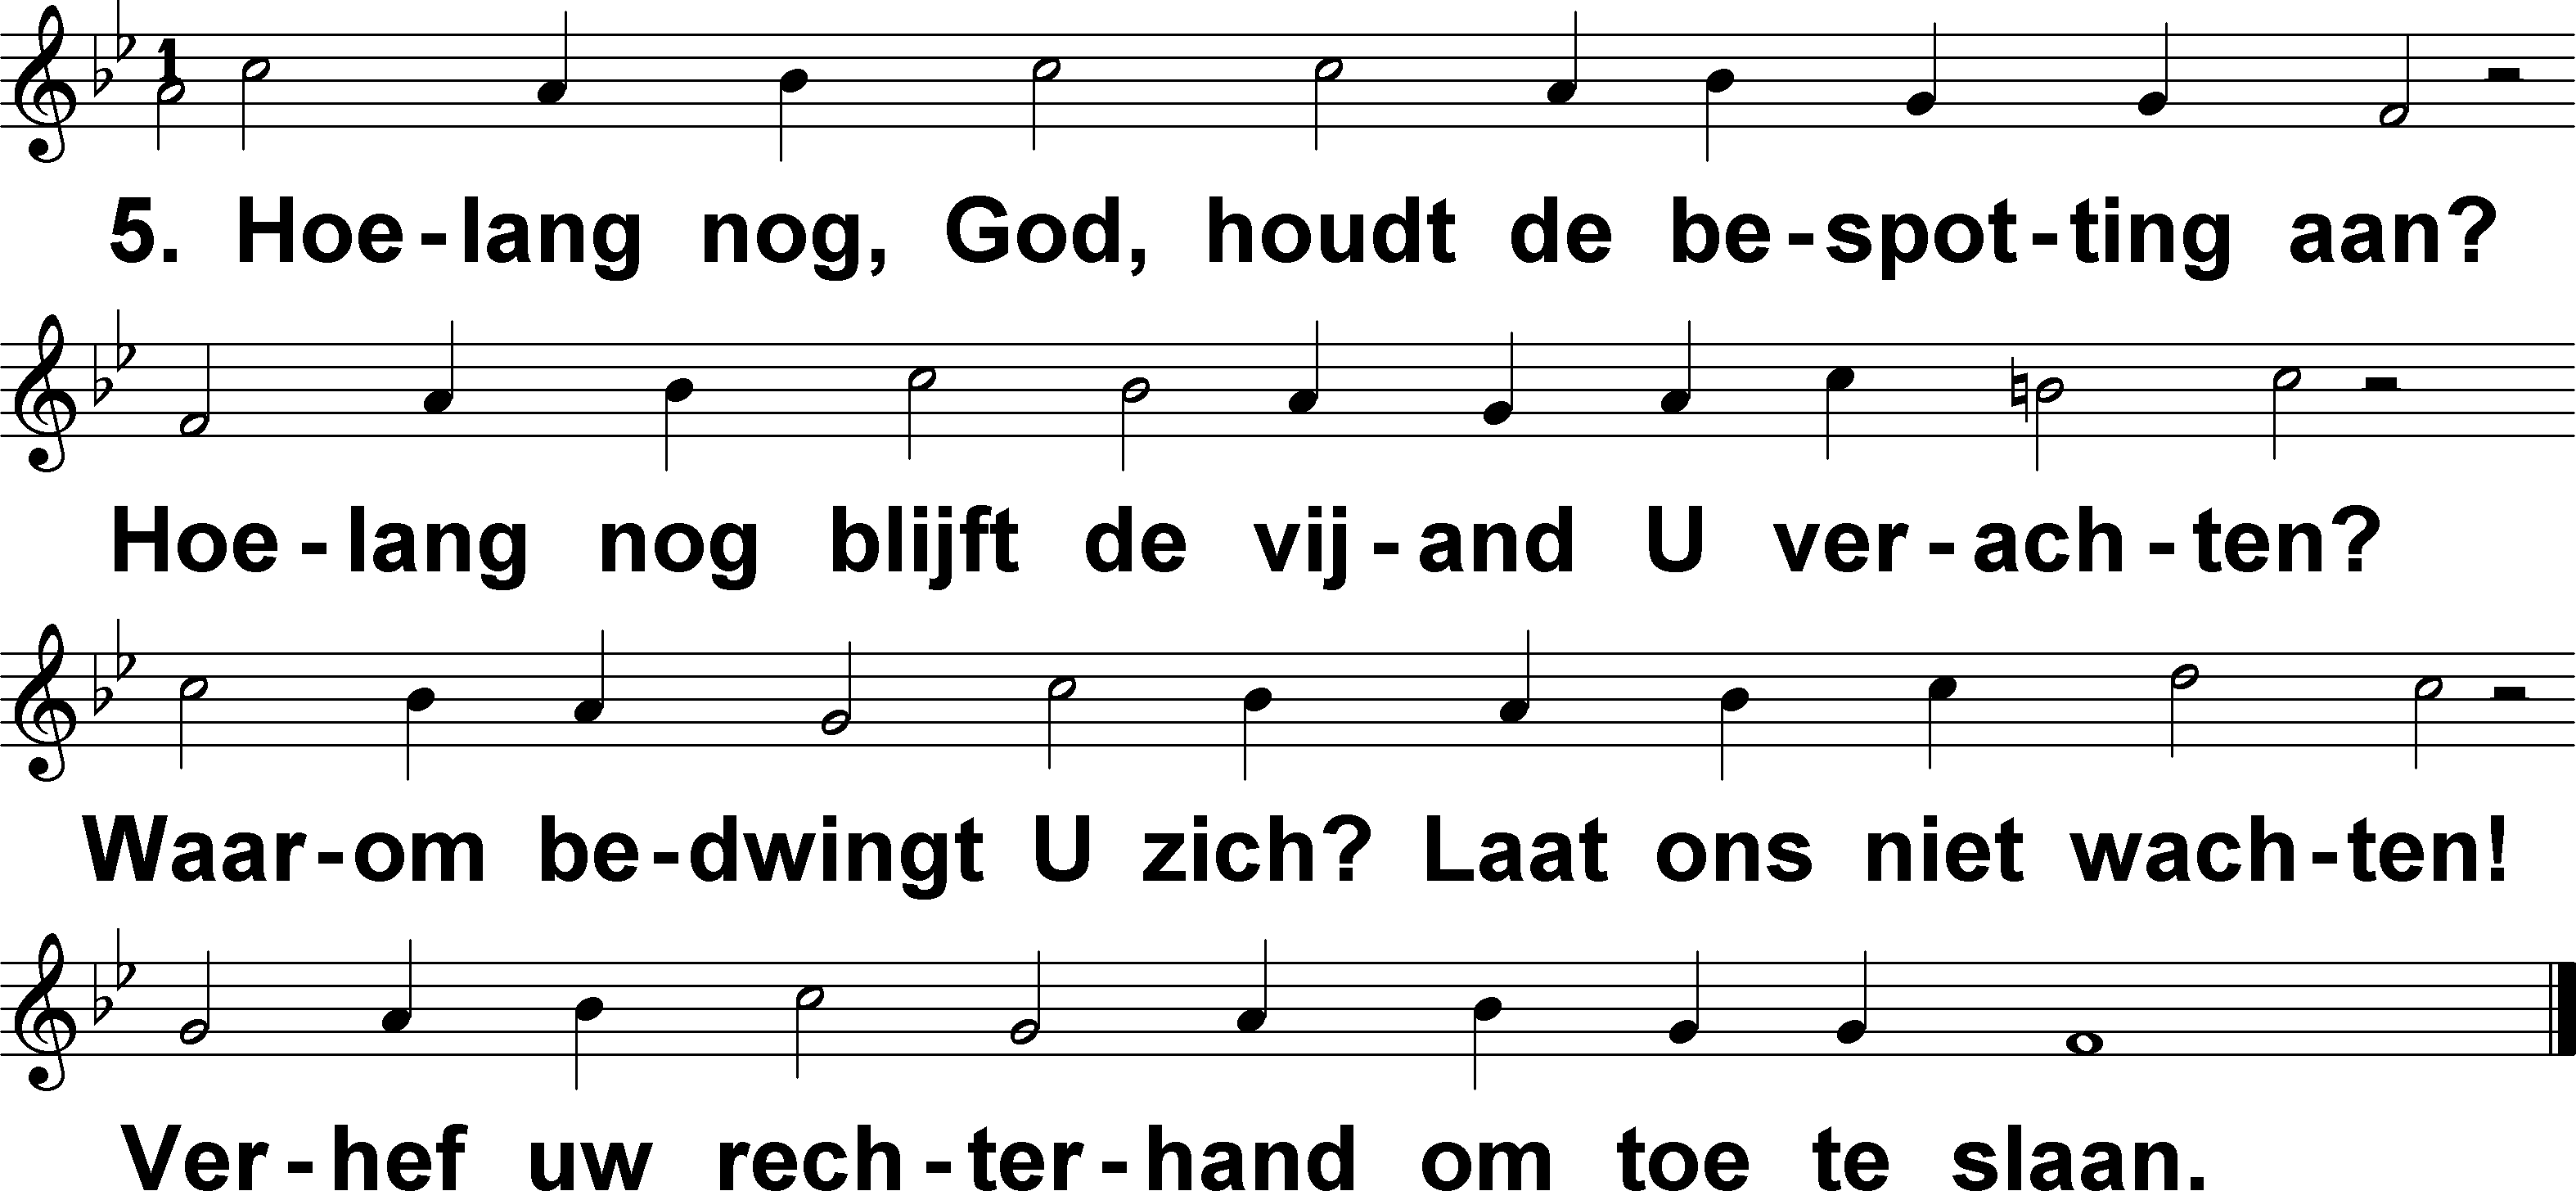 1
5. Hoe-lang nog, God, houdt de be-spot-ting aan?
Hoe-lang nog blijft de vij-and U ver-ach-ten?
Waar-om be-dwingt U zich? Laat ons niet wach-ten!
Ver-hef uw rech-ter-hand om toe te slaan.